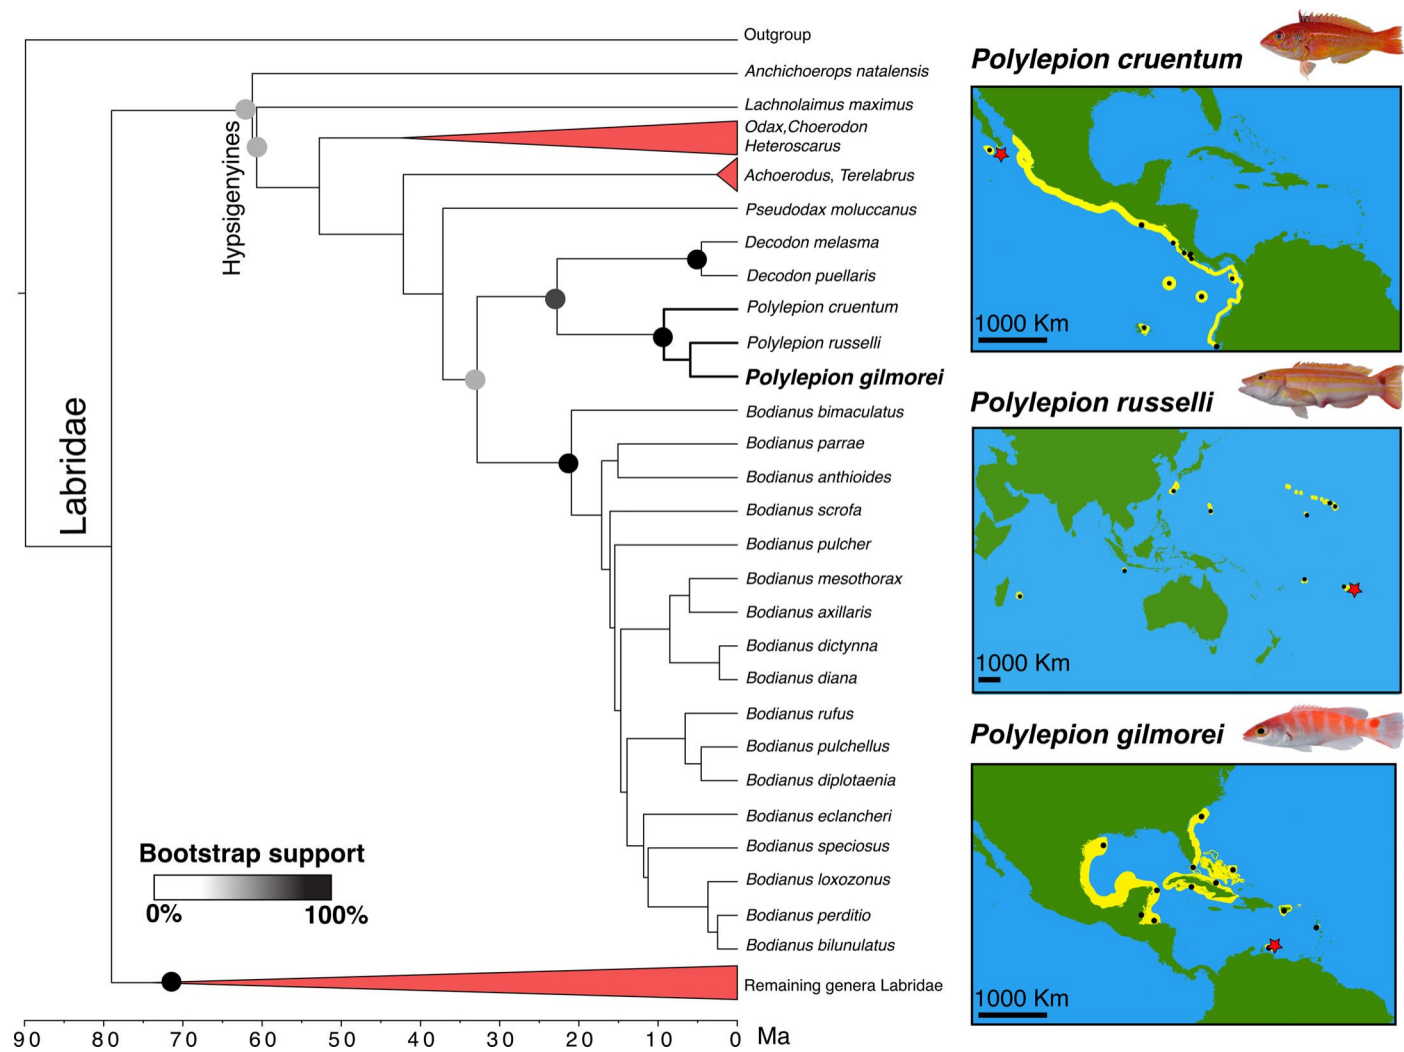 Outgroup
Anchichoerops natalensis
Lachnolaimus maximus
Odax,Choerodon
Heteroscarus
Achoerodus, Terelabrus
Pseudodax moluccanus
Decodon melasma
Decodon puellaris
Polylepion cruentum
Polylepion russelli
Polylepion gilmorei
Bodianus bimaculatus
Bodianus parrae
Bodianus anthioides
Bodianus scrofa
Bodianus pulcher
Bodianus mesothorax
Bodianus axillaris
Bodianus dictynna
Bodianus diana
Bodianus rufus
Bodianus pulchellus
Bodianus diplotaenia
Bodianus eclancheri
Bodianus speciosus
Bodianus loxozonus
Bodianus perditio
Bodianus bilunulatus
Remaining genera Labridae
Hypsigenyines
Labridae
Bootstrap support
0% 100%
90 80 70 60 50 40 30 20 10 0 Ma
Polylepion cruentum
1000 Km
Polylepion russelli
1000 Km
Polylepion gilmorei
1000 Km